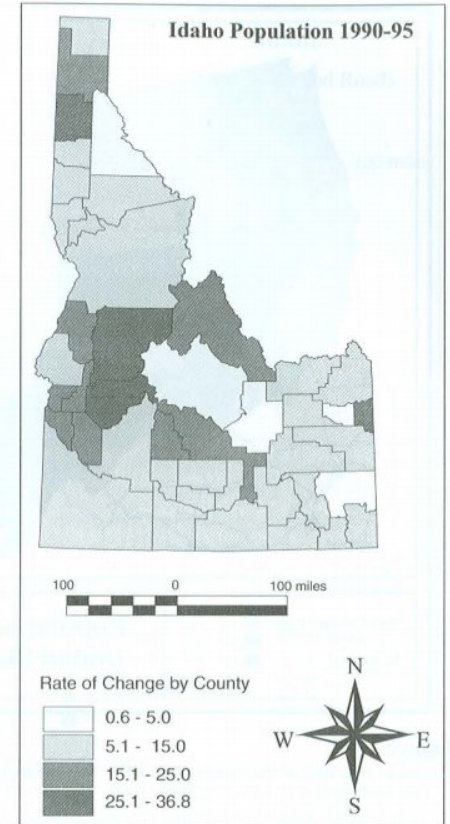 Idaho Population 1990-95
100 0 100 miles
Rate of Change by County
0.6 - 5.0
5.1 - 15.0
15.1 - 25.0
25.1 - 36.8
N
W E
S